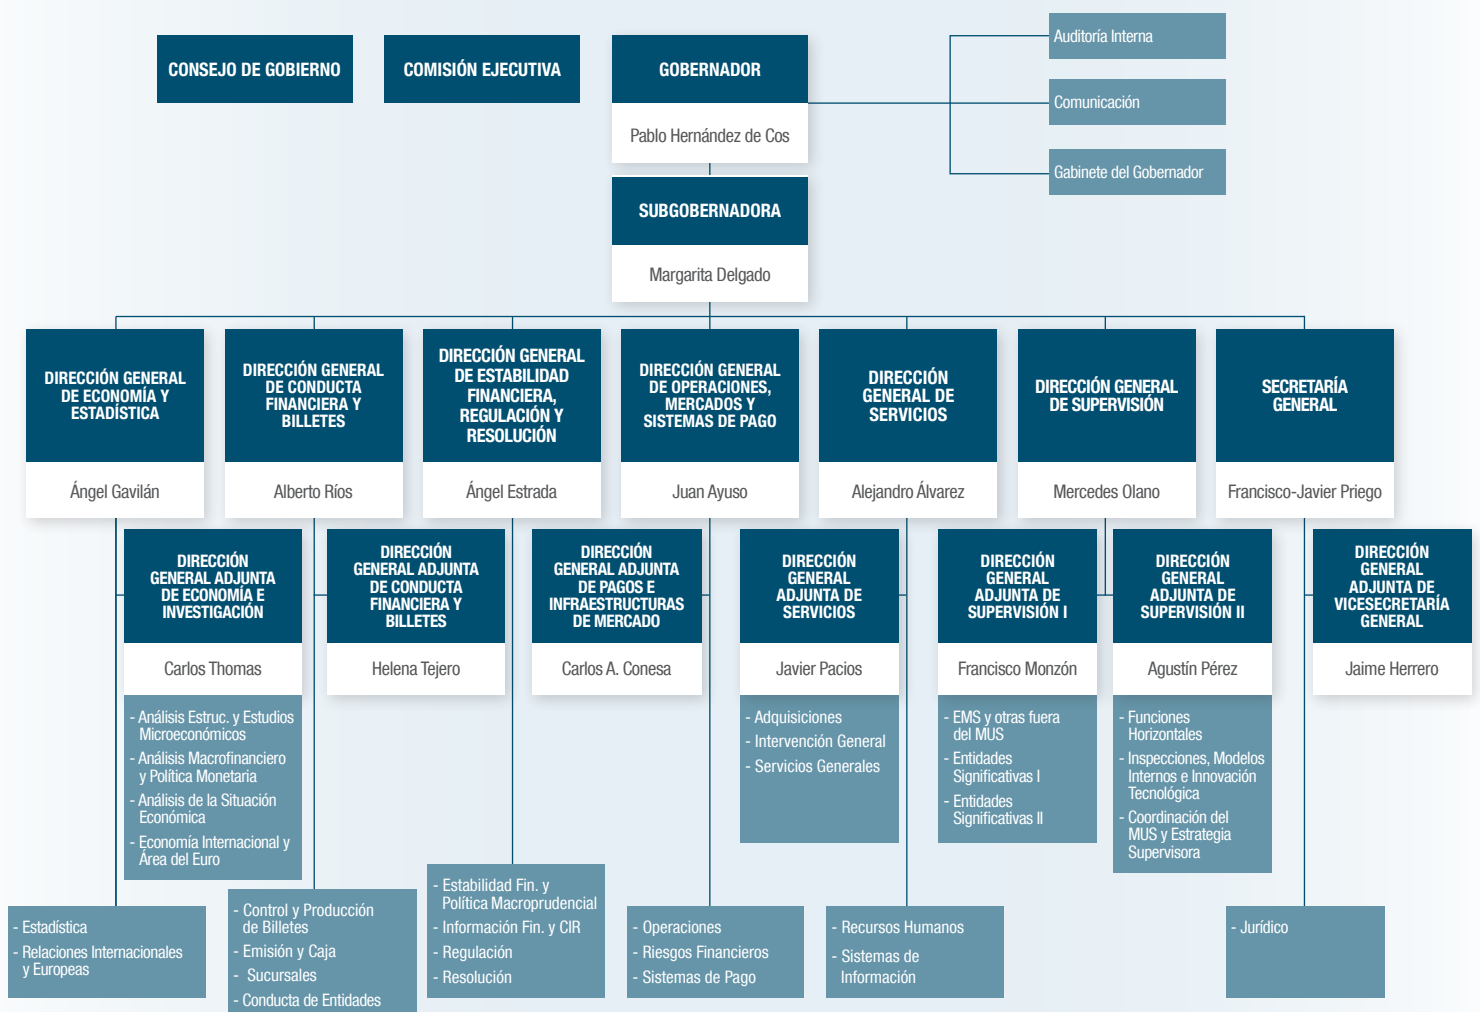 CONSEJO DE GOBIERNO
COMISIÓN EJECUTIVA
GOBERNADOR
Pablo Hernández de Cos
Auditoría Interna
Comunicación
Gabinete del Gobernador
SUBGOBERNADORA
Margarita Delgado
DIRECCIÓN GENERAL
DE ECONOMÍA Y
ESTADÍSTICA
Ángel Gavilán
DIRECCIÓN GENERAL
DE CONDUCTA
FINANCIERA Y
BILLETES
Alberto Ríos
DIRECCIÓN GENERAL
DE ESTABILIDAD
FINANCIERA,
REGULACIÓN Y
RESOLUCIÓN
Ángel Estrada
DIRECCIÓN GENERAL
DE OPERACIONES,
MERCADOS Y
SISTEMAS DE PAGO
Juan Ayuso
DIRECCIÓN
GENERAL DE
SERVICIOS
Alejandro Álvarez
DIRECCIÓN GENERAL
DE SUPERVISIÓN
Mercedes Olano
SECRETARÍA
GENERAL
Francisco-Javier Priego
DIRECCIÓN
GENERAL ADJUNTA
DE ECONOMÍA E
INVESTIGACIÓN
Carlos Thomas
- Análisis Estruc. y Estudios
Microeconómicos
- Análisis Macrofinanciero
y Política Monetaria
- Análisis de la Situación
Económica
- Economía Internacional y
Área del Euro
DIRECCIÓN
GENERAL ADJUNTA
DE CONDUCTA
FINANCIERA Y
BILLETES
Helena Tejero
DIRECCIÓN
GENERAL ADJUNTA
DE PAGOS E
INFRAESTRUCTURAS
DE MERCADO
Carlos A. Conesa
DIRECCIÓN
GENERAL
ADJUNTA DE
SERVICIOS
Javier Pacios
- Adquisiciones
- Intervención General
- Servicios Generales
DIRECCIÓN
GENERAL
ADJUNTA DE
SUPERVISIÓN I
Francisco Monzón
- EMS y otras fuera
del MUS
- Entidades
Significativas I
- Entidades
Significativas II
DIRECCIÓN
GENERAL
ADJUNTA DE
SUPERVISIÓN II
Agustín Pérez
- Funciones
Horizontales
- Inspecciones, Modelos
Internos e Innovación
Tecnológica
- Coordinación del
MUS y Estrategia
Supervisora
DIRECCIÓN
GENERAL
ADJUNTA DE
VICESECRETARÍA
GENERAL
Jaime Herrero
- Estadística
- Relaciones Internacionales
y Europeas
- Control y Producción
de Billetes
- Emisión y Caja
- Sucursales
- Conducta de Entidades
- Estabilidad Fin. y
Política Macroprudencial
- Información Fin. y CIR
- Regulación
- Resolución
- Operaciones
- Riesgos Financieros
- Sistemas de Pago
- Recursos Humanos
- Sistemas de
Información
- Jurídico